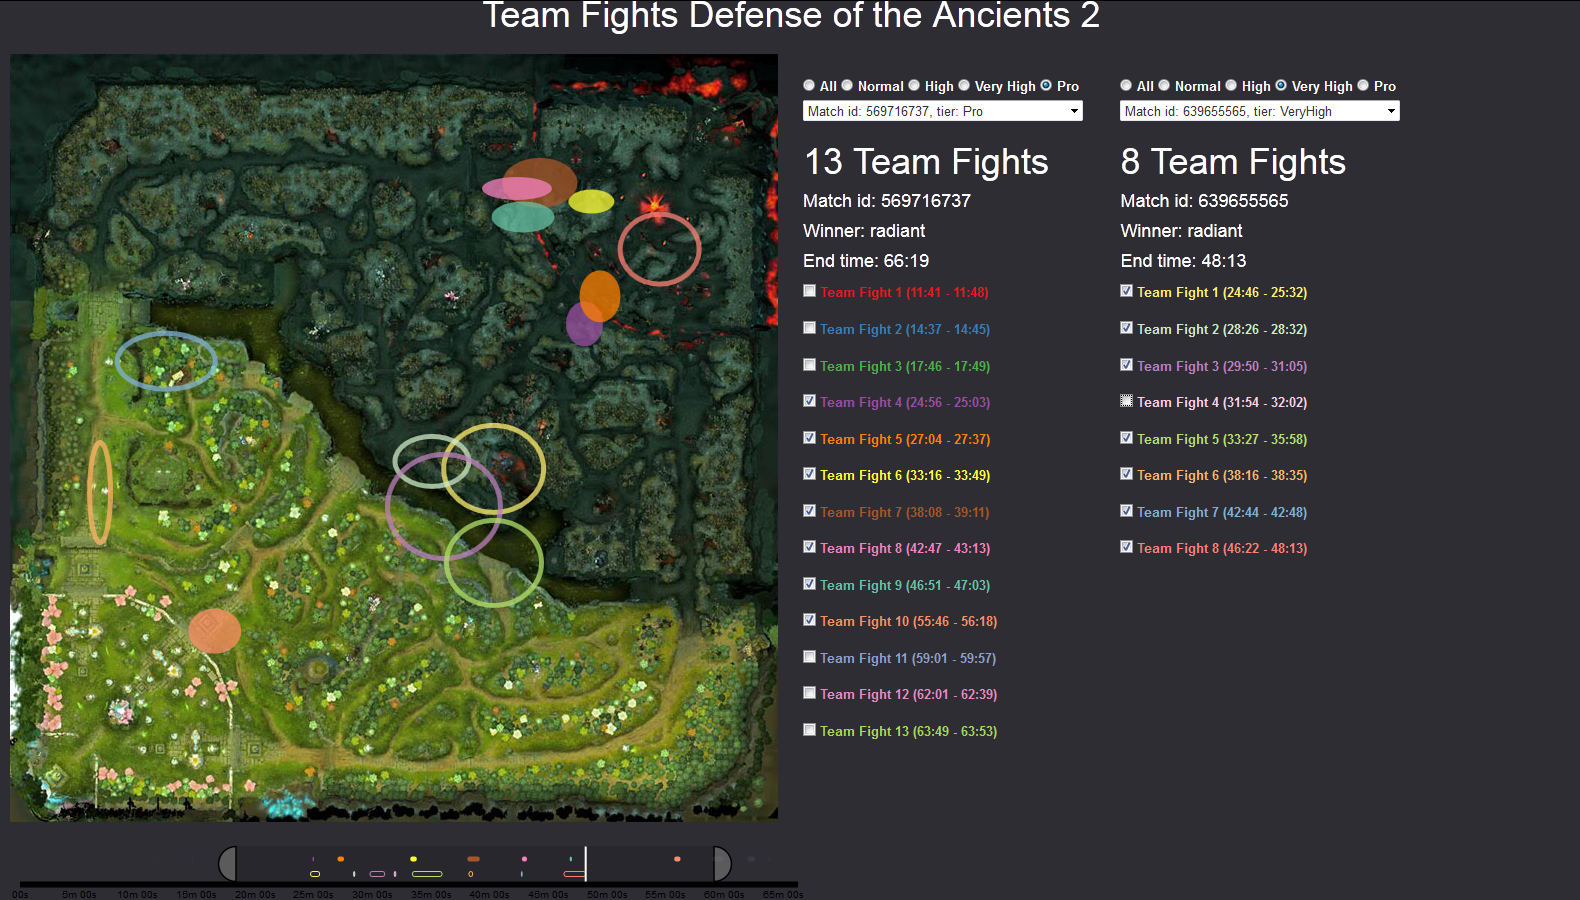 Team Fights Defense of the Ancients 2
All Normal High Very High Pro
Match id: 569716737, tier: Pro
13 Team Fights
Match id: 569716737
Winner: radiant
End time: 66:19
Team Fight 1 (11:41 - 11:48)
Team Fight 2 (14:37 - 14:45)
Team Fight 3 (17:46 - 17:49)
Team Fight 4 (24:56 - 25:03)
Team Fight 5 (27:04 - 27:37)
Team Fight 6 (33:16 - 33:49)
Team Fight 7 (38:08 - 39:11)
Team Fight 8 (42:47 - 43:13)
Team Fight 9 (46:51 - 47:03)
Team Fight 10 (55:46 - 56:18)
Team Fight 11 (59:01 - 59:57)
Team Fight 12 (62:01 - 62:39)
Team Fight 13 (63:49 - 63:53)
All Normal High Very High Pro
Match id: 639655565, tier: VeryHigh
8 Team Fights
Match id: 639655565
Winner: radiant
End time: 48:13
Team Fight 1 (24:46 - 25:32)
Team Fight 2 (28:26 - 28:32)
Team Fight 3 (29:50 - 31:05)
Team Fight 4 (31:54 - 32:02)
Team Fight 5 (33:27 - 35:58)
Team Fight 6 (38:16 - 38:35)
Team Fight 7 (42:44 - 42:48)
Team Fight 8 (46:22 - 48:13)
00s 5m 00s 10m 00s 15m 00s 20m 00s 25m 00s 30m 00s 35m 00s 40m 00s 45m 00s 50m 00s 55m 00s 60m 00s 65m 00s